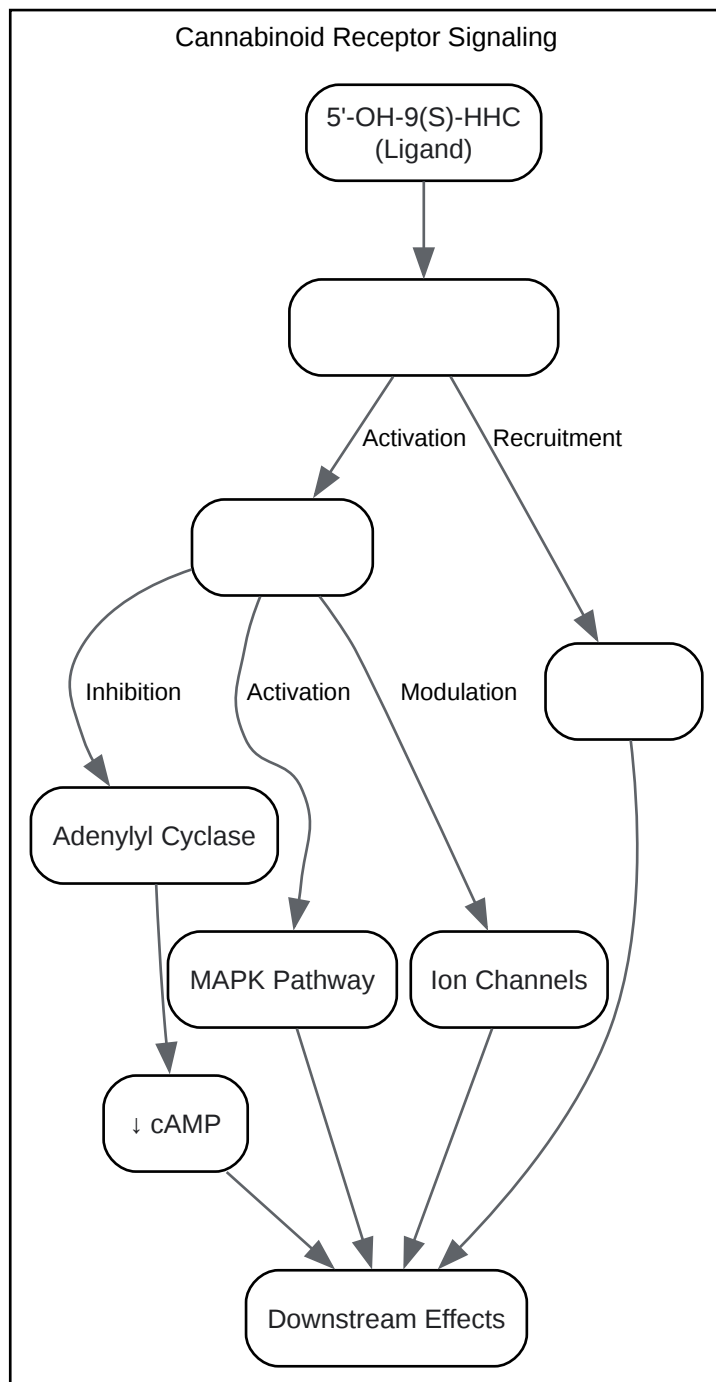 Cannabinoid Receptor Signaling
5'-OH-9(S)-HHC
(Ligand)
Activation
Recruitment
Inhibition
Activation
Modulation
Adenylyl Cyclase
MAPK Pathway
Ion Channels
↓ cAMP
Downstream Effects